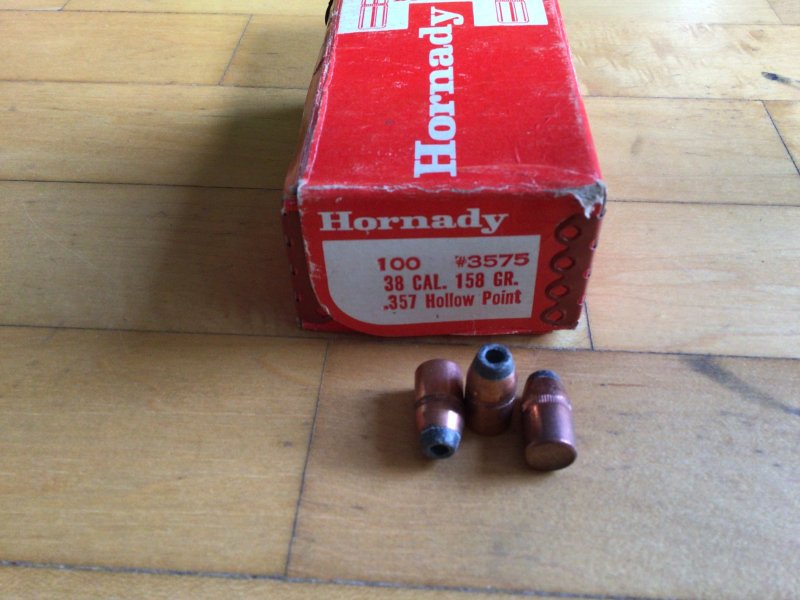 Hornady
Hornady
100 #3575
38 CAL. 158 GR.
.357 Hollow Point